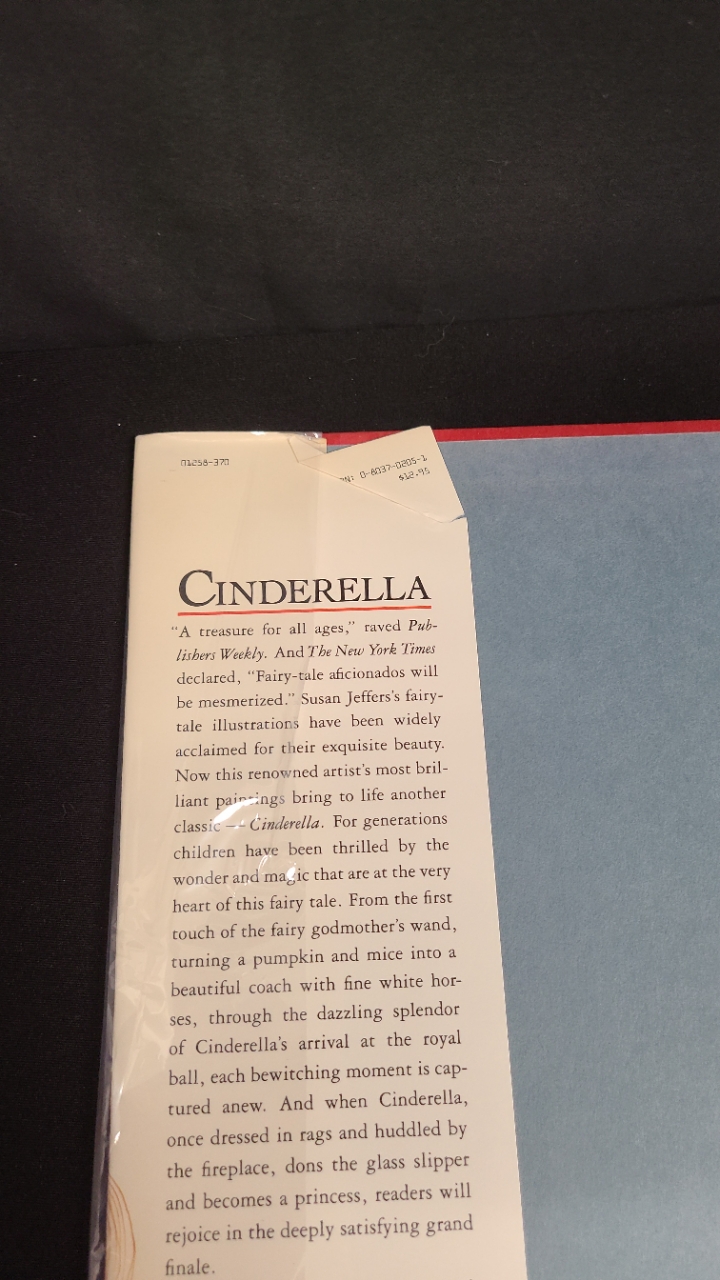 01258-370
N: 0-8037-0205-1
$12.95
CINDERELLA
“A treasure for all ages,” raved Pub-
lishers Weekly. And The New York Times
declared, “Fairy-tale aficionados will
be mesmerized.” Susan Jeffers’s fairy-
tale illustrations have been widely
acclaimed for their exquisite beauty.
Now this renowned artist’s most bril-
liant paintings bring to life another
classic — Cinderella. For generations
children have been thrilled by the
wonder and magic that are at the very
heart of this fairy tale. From the first
touch of the fairy godmother’s wand,
turning a pumpkin and mice into a
beautiful coach with fine white hor-
ses, through the dazzling splendor
of Cinderella’s arrival at the royal
ball, each bewitching moment is cap-
tured anew. And when Cinderella,
once dressed in rags and huddled by
the fireplace, dons the glass slipper
and becomes a princess, readers will
rejoice in the deeply satisfying grand
finale.